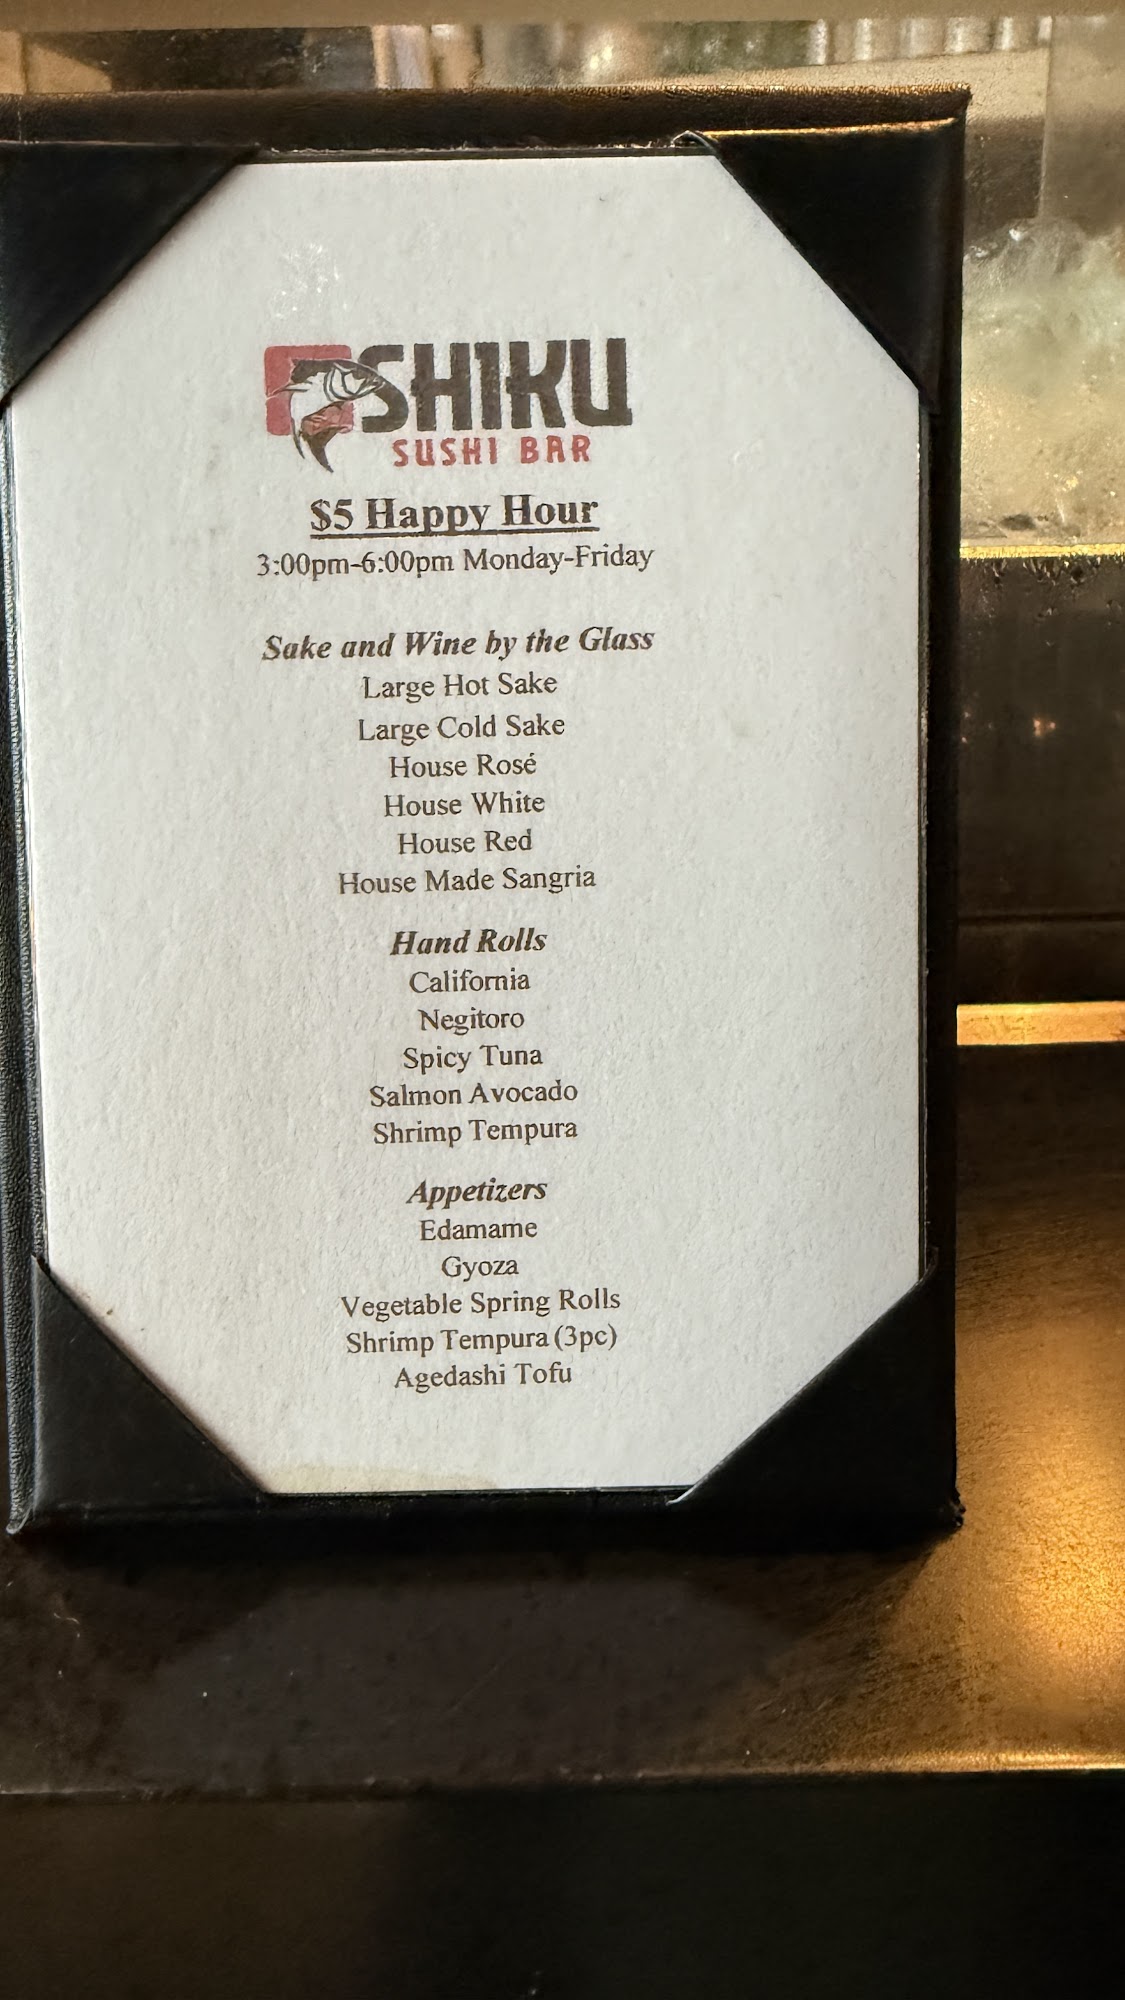 SHIKU
SUSHI BAR
$5 Happy Hour
3:00pm-6:00pm Monday-Friday
Sake and Wine by the Glass
Large Hot Sake
Large Cold Sake
House Rosé
House White
House Red
House Made Sangria
Hand Rolls
California
Negitoro
Spicy Tuna
Salmon Avocado
Shrimp Tempura
Appetizers
Edamame
Gyoza
Vegetable Spring Rolls
Shrimp Tempura (3pc)
Agedashi Tofu